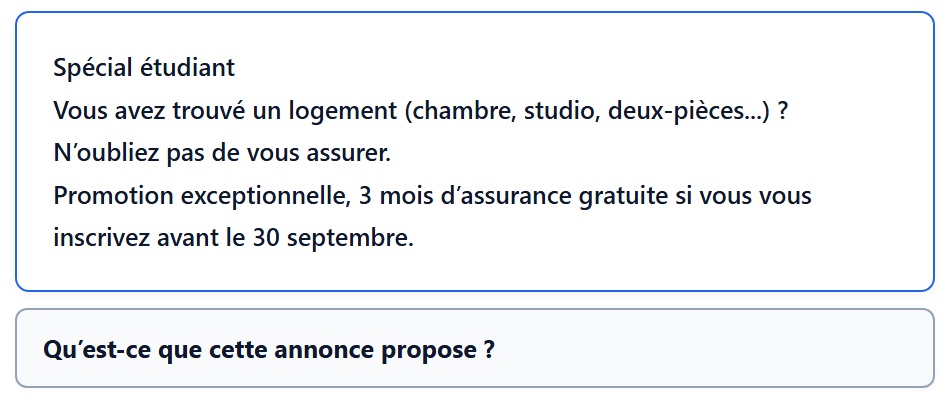 Spécial étudiant
Vous avez trouvé un logement (chambre, studio, deux-pièces...) ?
N’oubliez pas de vous assurer.
Promotion exceptionnelle, 3 mois d’assurance gratuite si vous vous
inscrivez avant le 30 septembre.
Qu’est-ce que cette annonce propose ?